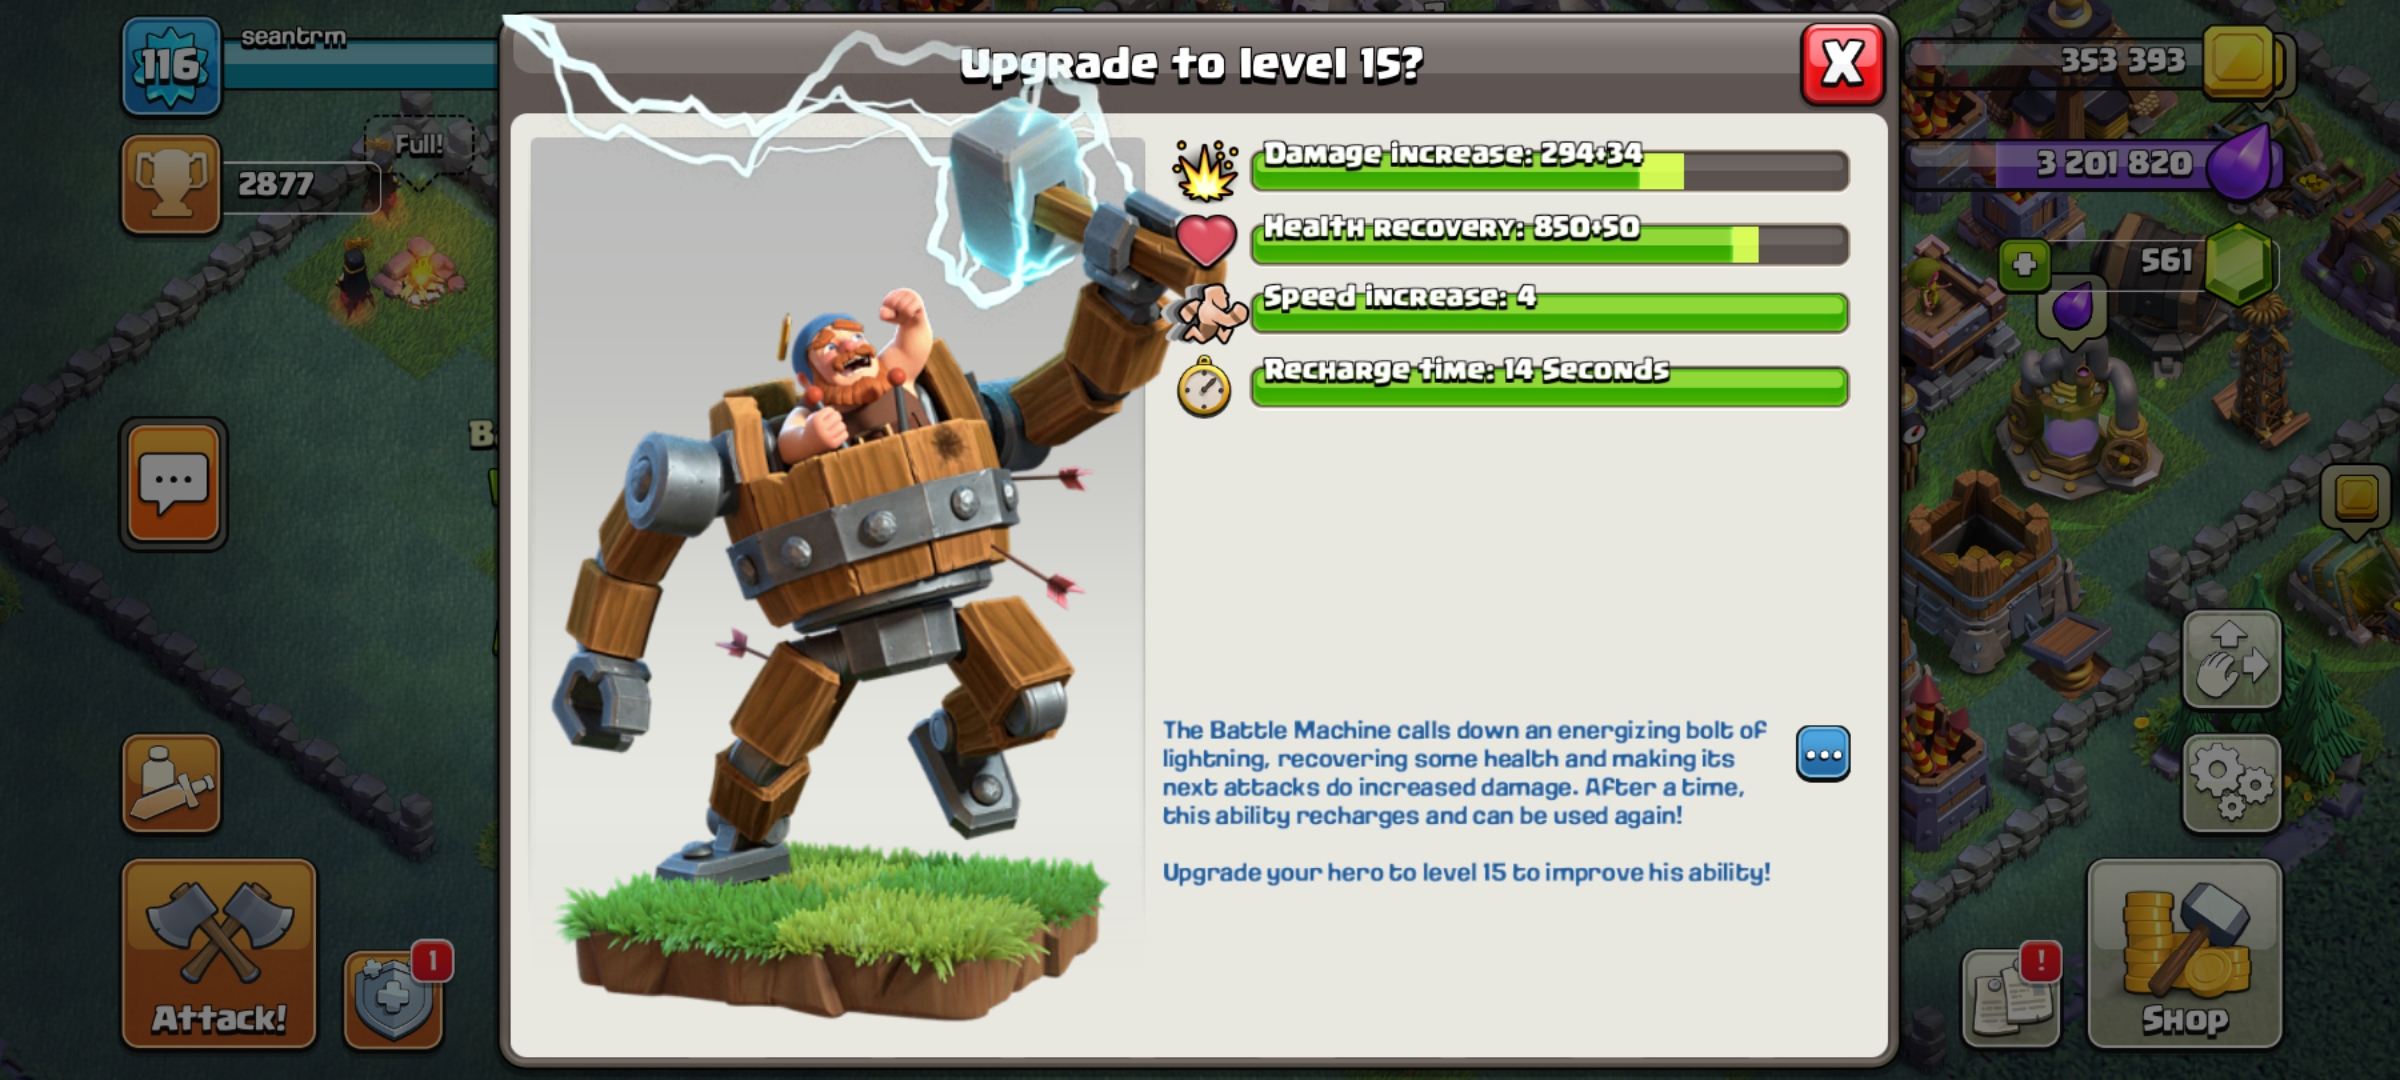 116
seantrm
2877
Full!
Upgrade to level 15?
X
353 393
3 201 820
561
Damage increase: 294+34
Health recovery: 850+50
Speed increase: 4
Recharge time: 14 Seconds
The Battle Machine calls down an energizing bolt of
lightning, recovering some health and making its
next attacks do increased damage. After a time,
this ability recharges and can be used again!
Upgrade your hero to level 15 to improve his ability!
Attack!
1
!
Shop